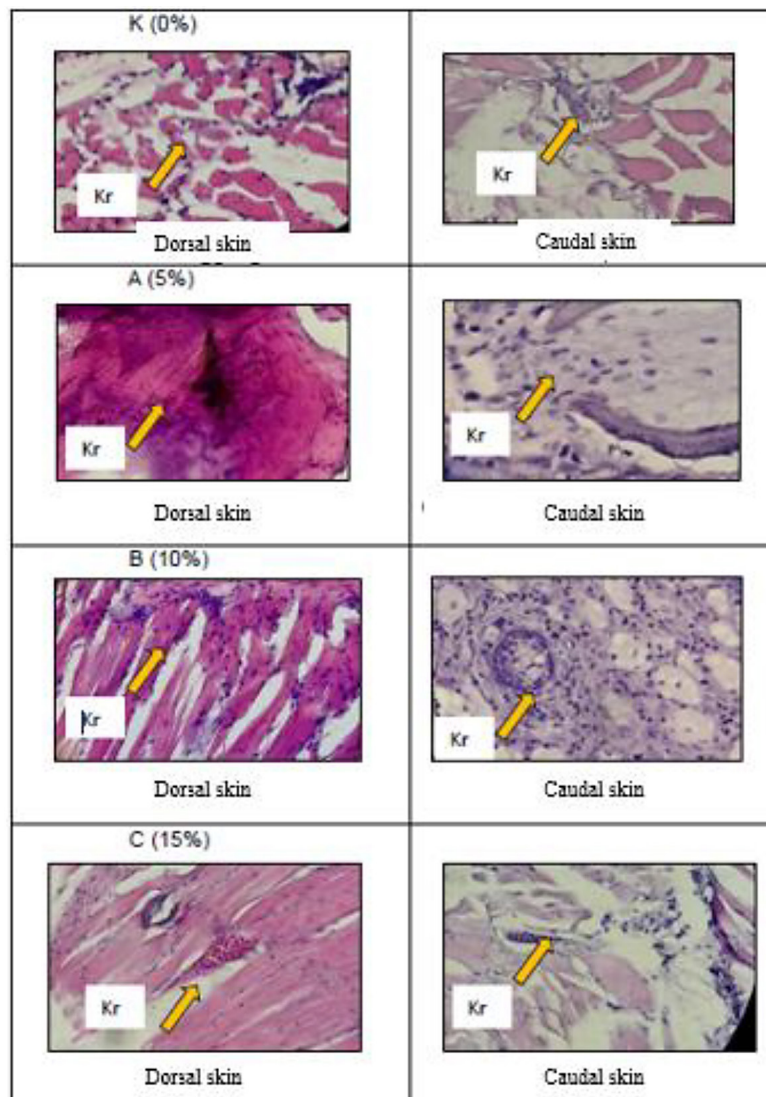 K (0%)
Kr
Kr
Dorsal skin
Caudal skin
A (5%)
Kr
Kr
Dorsal skin
Caudal skin
B (10%)
Kr
Kr
Dorsal skin
Caudal skin
C (15%)
Kr
Kr
Dorsal skin
Caudal skin